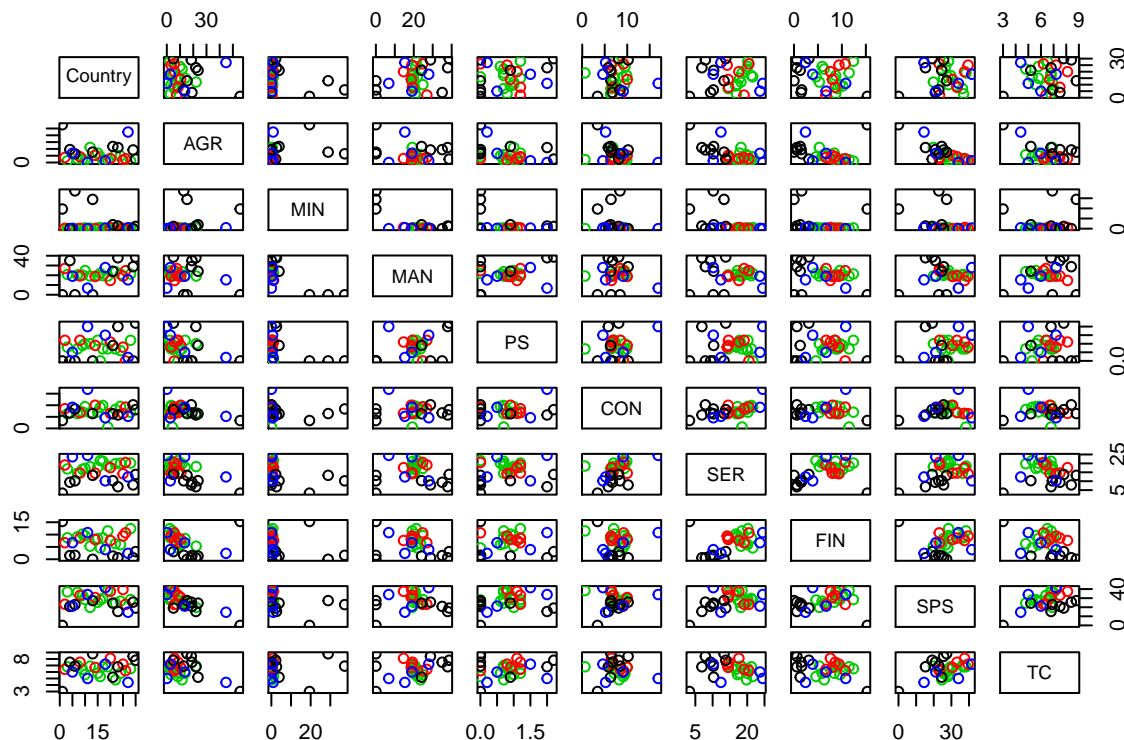 0 30 0 20 0 10 0 10 3 6 9
Country 0 30
0 AGR
MIN 0
0 40 MAN
PS 0.0
0 CON
SER 5 25
0 15 FIN
SPS 0 40
3 8 TC
0 15 0 20 0.0 1.5 5 20 0 30